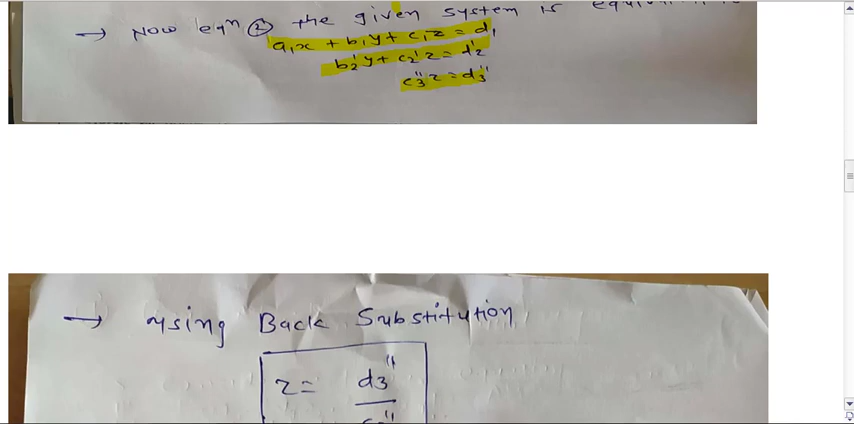 → Now eqn ② the given system is
a₁x + b₁y + c₁z = d₁
b₂'y + c₂'z = d₂'
c₃''z = d₃''
→ using Back Substitution
z = d₃''